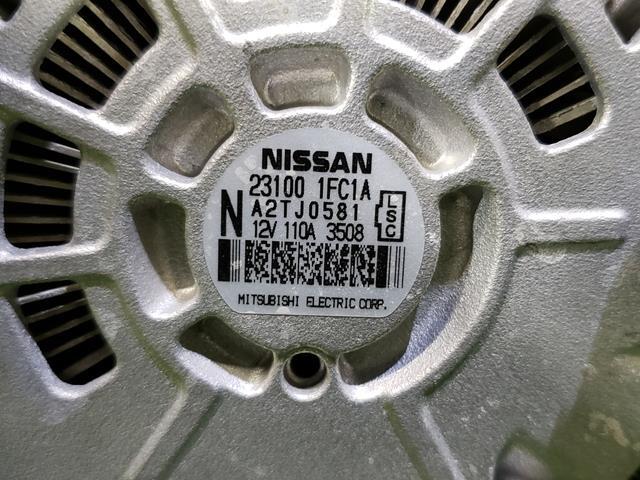 NISSAN
23100 1FC1A
N A2TJ0581 LSC
12V 110A 3508
MITSUBISHI ELECTRIC CORP.